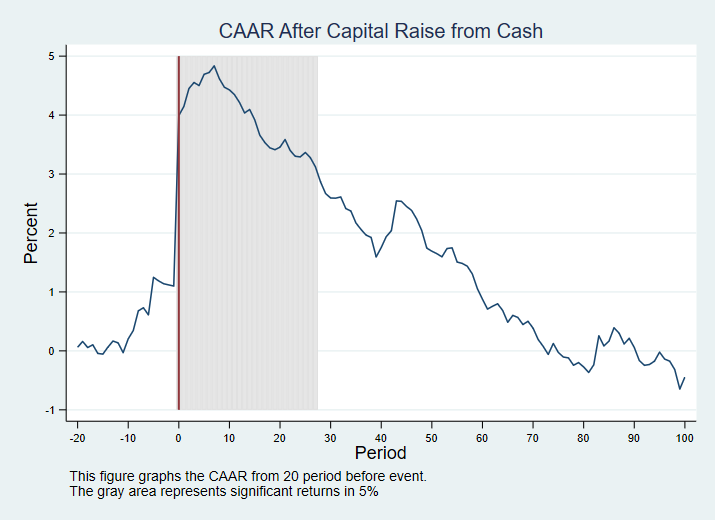 CAAR After Capital Raise from Cash
5
4
3
2
1
0
-1
Percent
-20 -10 0 10 20 30 40 50 60 70 80 90 100
Period
This figure graphs the CAAR from 20 period before event.
The gray area represents significant returns in 5%